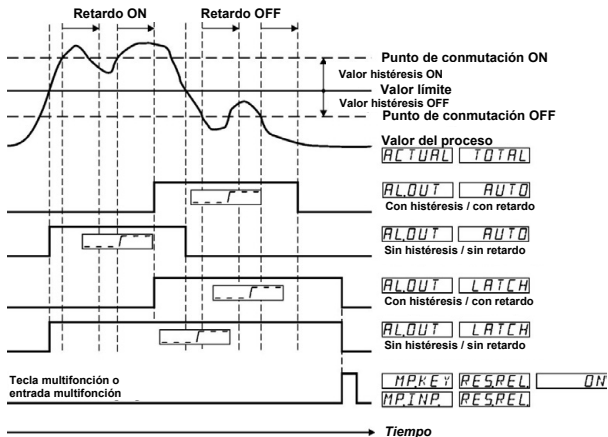 Retardo ON Retardo OFF
Punto de conmutación ON
Valor histéresis ON
Valor límite
Valor histéresis OFF
Punto de conmutación OFF
Valor del proceso
ACTUAL TOTAL
AL.OUT AUTO
Con histéresis / con retardo
AL.OUT AUTO
Sin histéresis / sin retardo
AL.OUT LATCH
Con histéresis / con retardo
AL.OUT LATCH
Sin histéresis / sin retardo
Tecla multifonción o
entrada multifonción
MP.KEY RES.REL. ON
MP.INP. RES.REL.
Tiempo